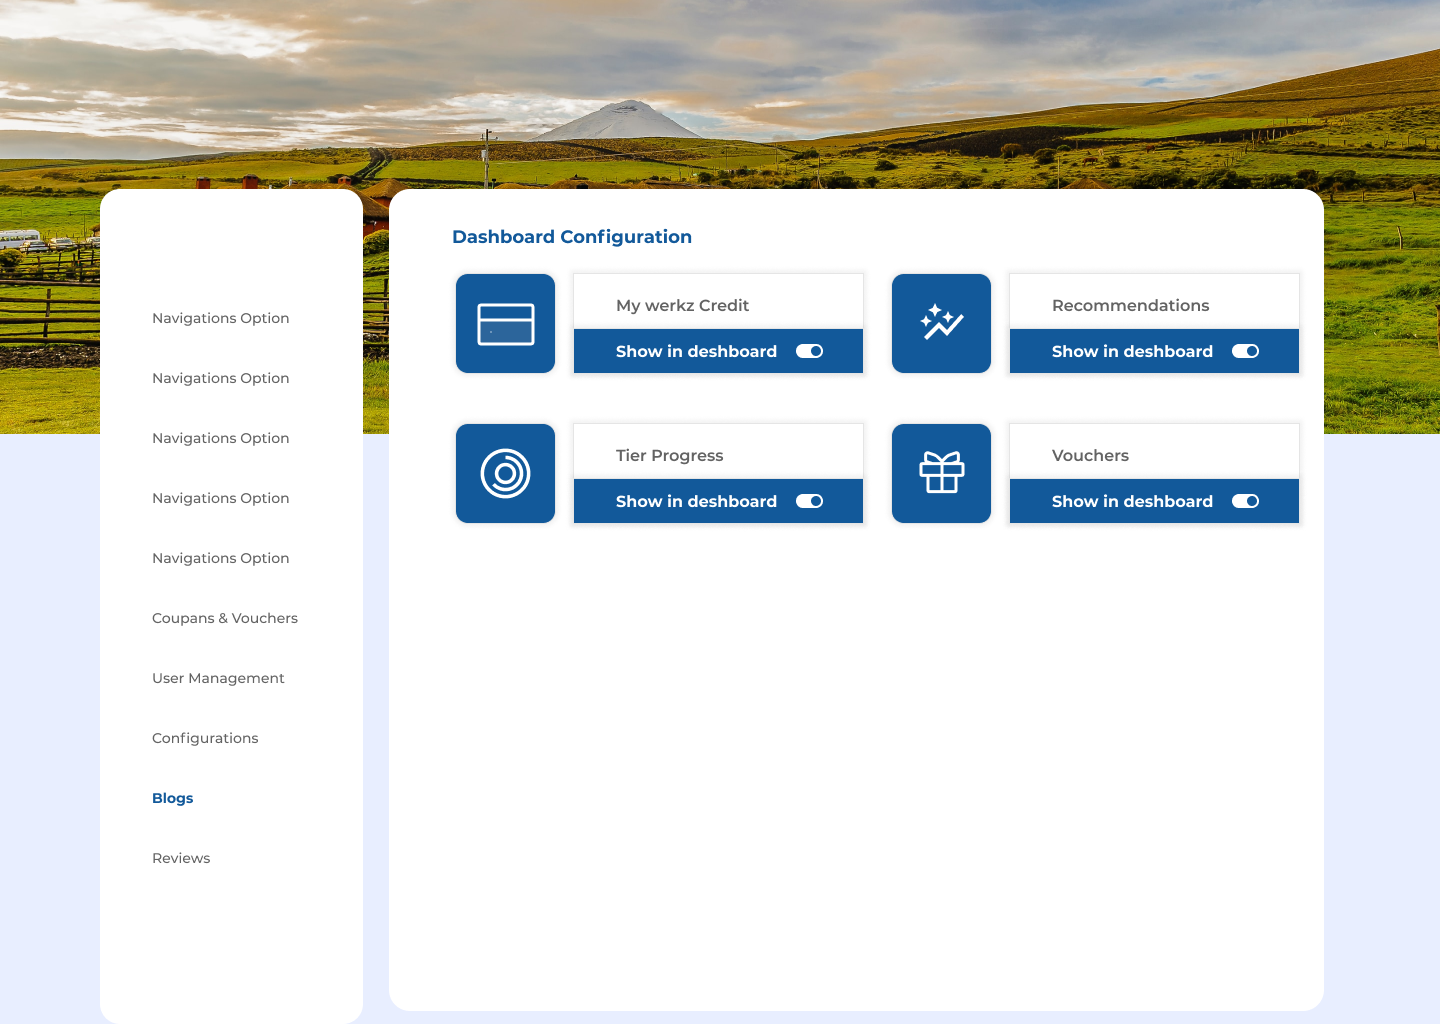 Dashboard Configuration
My werkz Credit
Show in deshboard
Recommendations
Show in deshboard
Tier Progress
Show in deshboard
Vouchers
Show in deshboard
Navigations Option
Navigations Option
Navigations Option
Navigations Option
Navigations Option
Coupans & Vouchers
User Management
Configurations
Blogs
Reviews